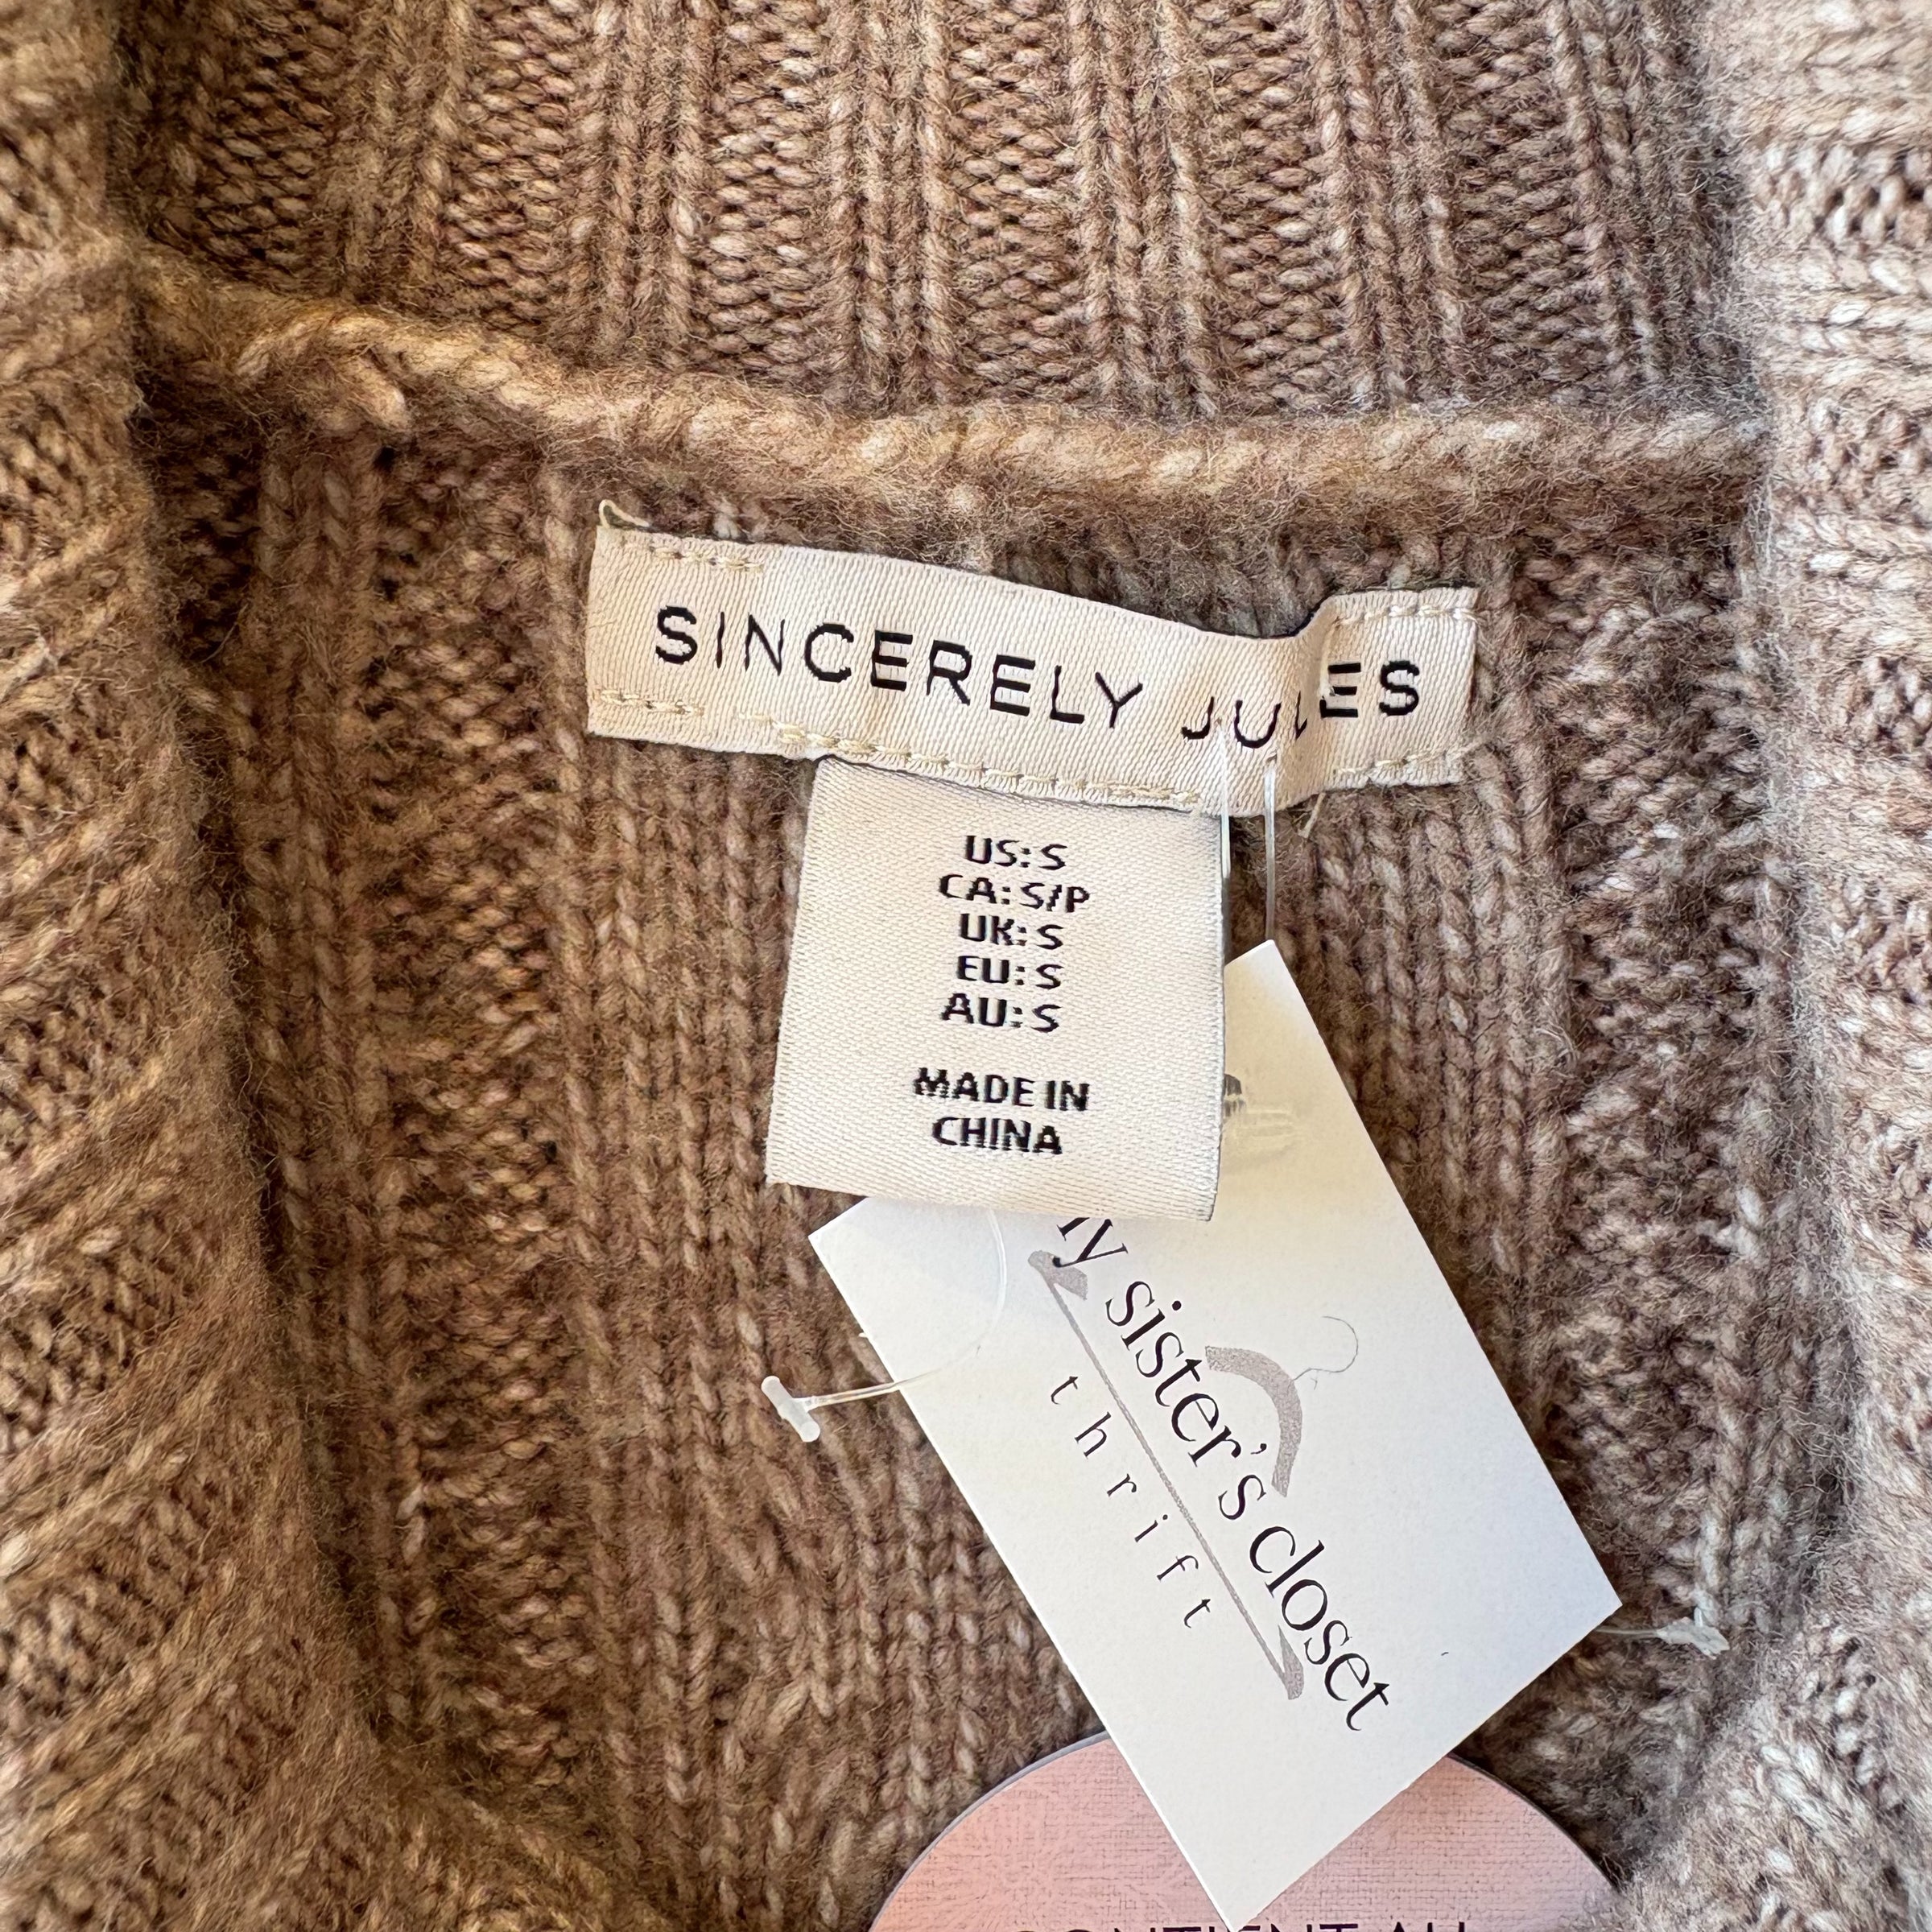 SINCERELY JULES
US: S
CA: S/P
UK: S
EU: S
AU: S
MADE IN
CHINA
sister's closet
thrift